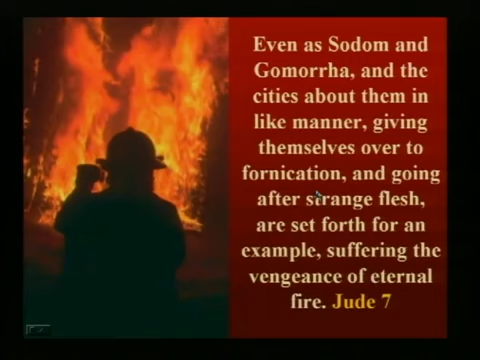 Even as Sodom and
Gomorrha, and the
cities about them in
like manner, giving
themselves over to
fornication, and going
after strange flesh,
are set forth for an
example, suffering the
vengeance of eternal
fire. Jude 7